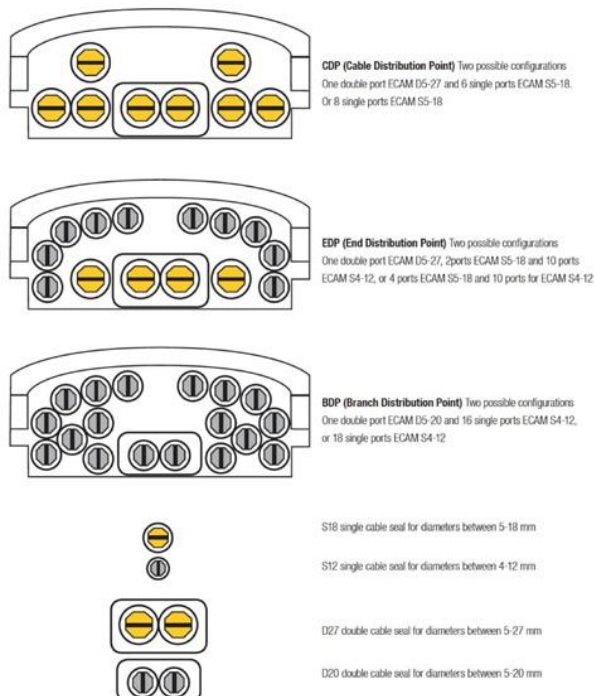 CDP (Cable Distribution Point) Two possible configurations
One double port ECAM D5-27 and 6 single ports ECAM S5-18.
Or 8 single ports ECAM S5-18
EDP (End Distribution Point) Two possible configurations
One double port ECAM D5-27, 2ports ECAM S5-18 and 10 ports
ECAM S4-12, or 4 ports ECAM S5-18 and 10 ports for ECAM S4-12
BDP (Branch Distribution Point) Two possible configurations
One double port ECAM D5-20 and 16 single ports ECAM S4-12,
or 18 single ports ECAM S4-12
S18 single cable seal for diameters between 5-18 mm
S12 single cable seal for diameters between 4-12 mm
D27 double cable seal for diameters between 5-27 mm
D20 double cable seal for diameters between 5-20 mm